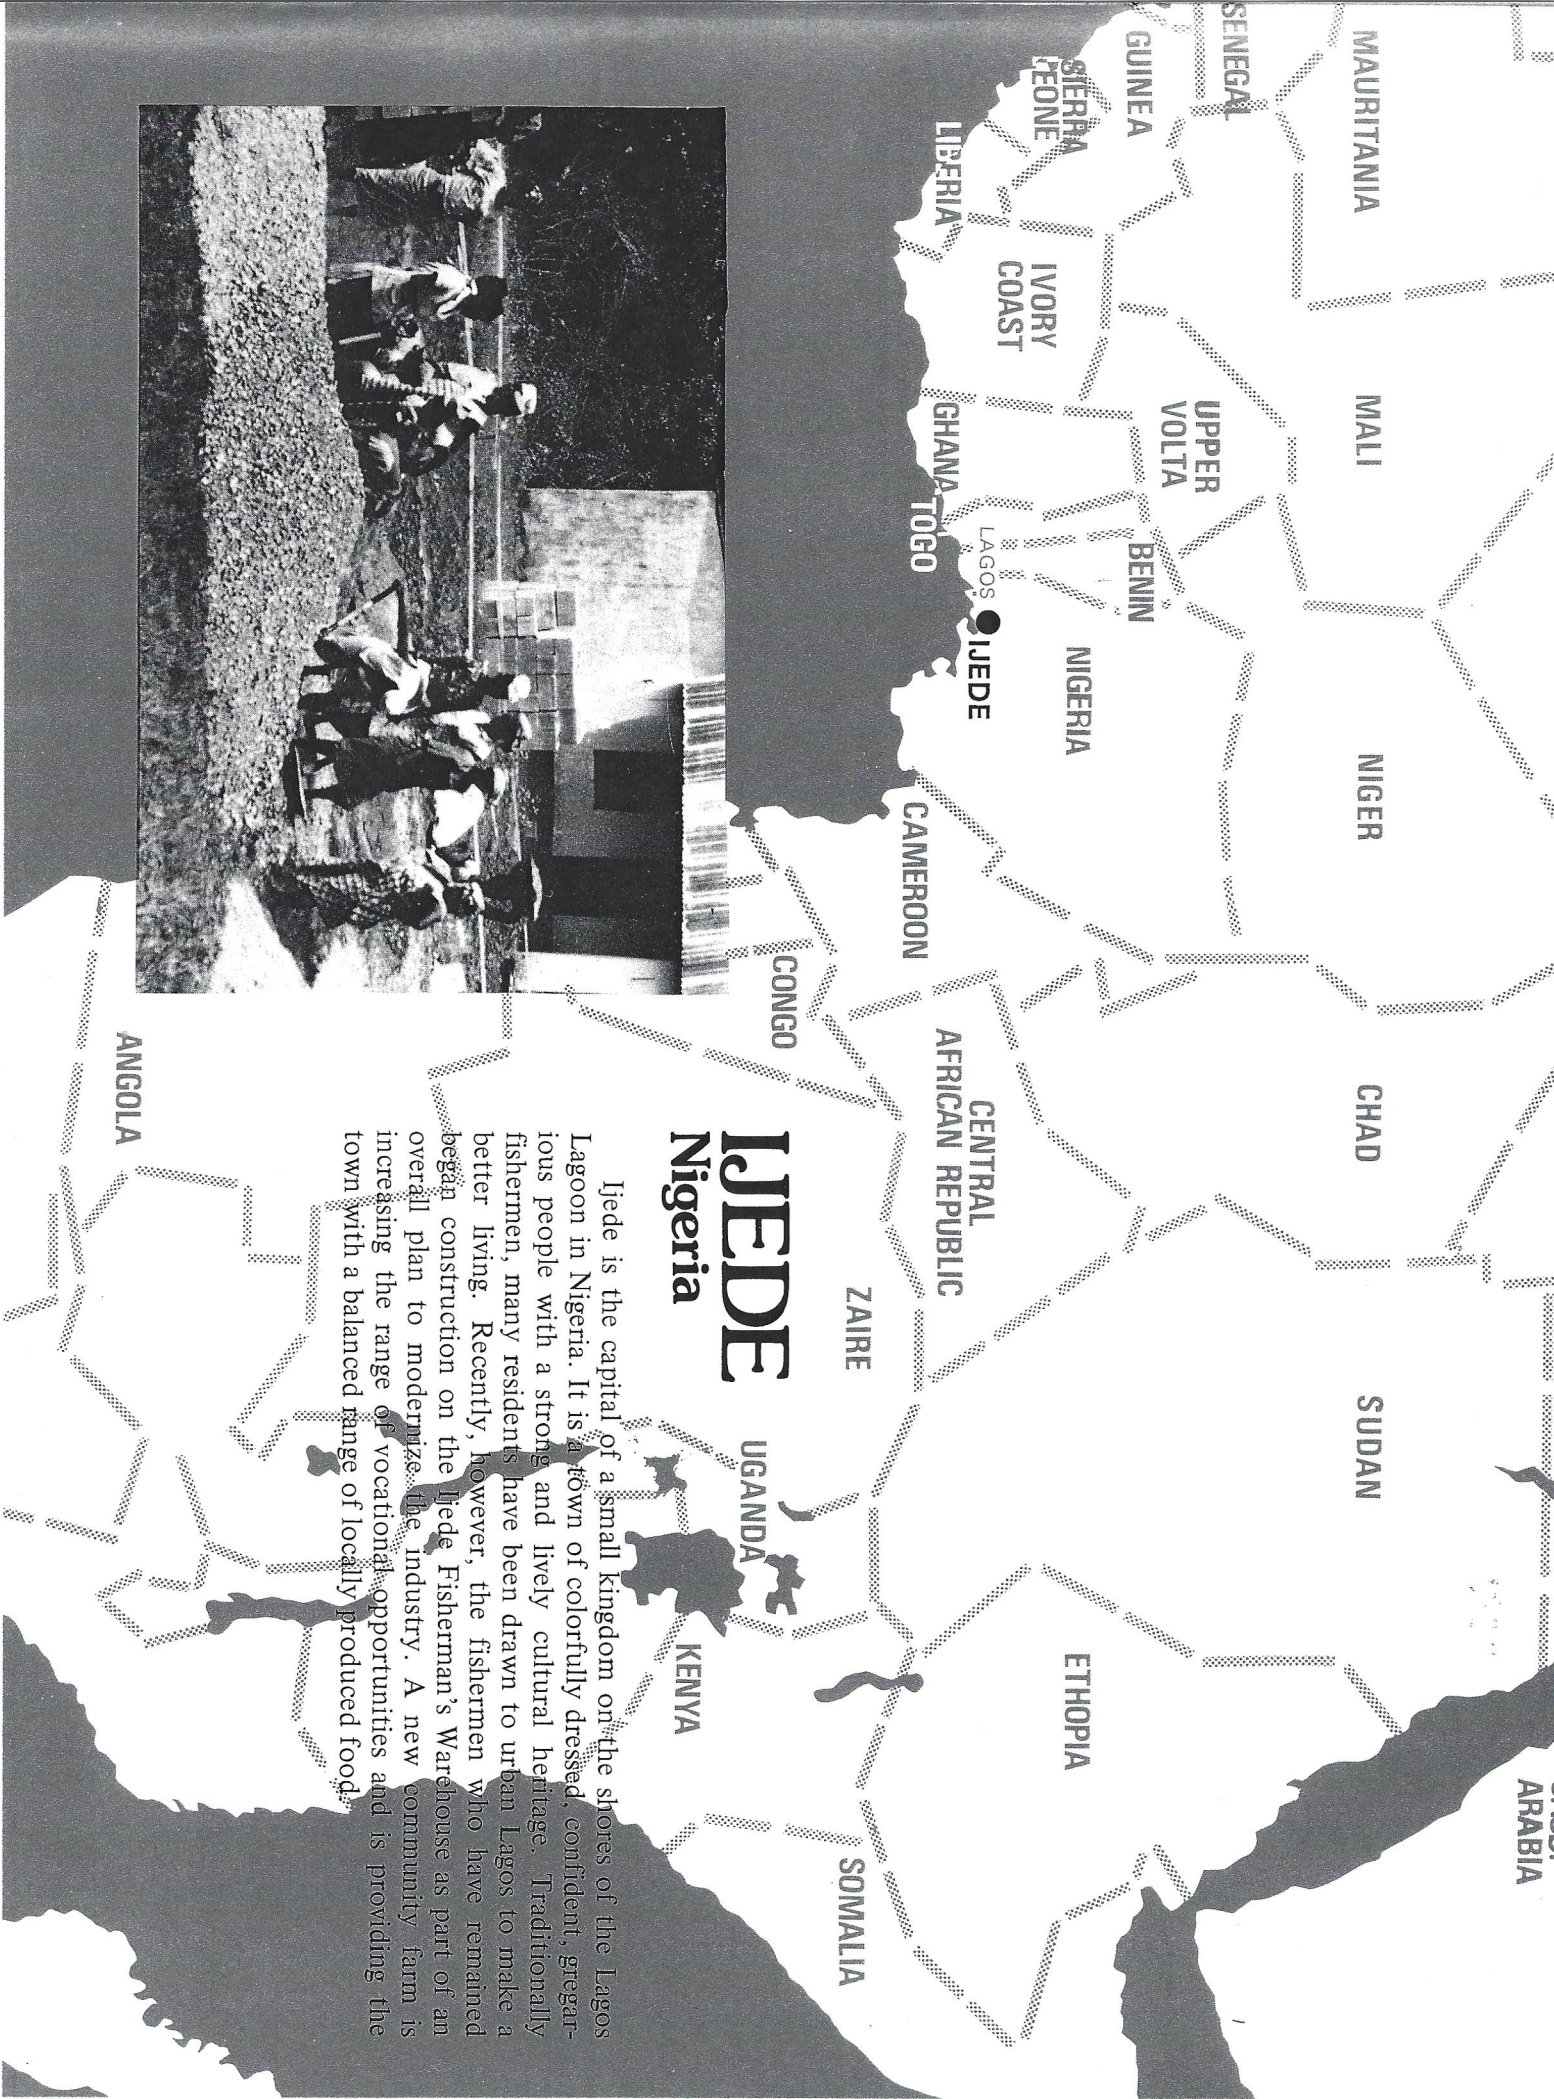 MAURITANIA
MALI
NIGER
CHAD
SUDAN
ARABIA
SENEGAL
GUINEA
SIERRA
LEONE
LIBERIA
IVORY
COAST
UPPER
VOLTA
GHANA
TOGO
BENIN
LAGOS
IJEDE
NIGERIA
CAMEROON
CENTRAL
AFRICAN REPUBLIC
ETHOPIA
CONGO
ZAIRE
UGANDA
KENYA
SOMALIA
ANGOLA
IJEDE
Nigeria
Ijede is the capital of a small kingdom on the shores of the Lagos
Lagoon in Nigeria. It is a town of colorfully dressed, confident, gregar-
ious people with a strong and lively cultural heritage. Traditionally
fishermen, many residents have been drawn to urban Lagos to make a
better living. Recently, however, the fishermen who have remained
began construction on the Ijede Fisherman's Warehouse as part of an
overall plan to modernize the industry. A new community farm is
increasing the range of vocational opportunities and is providing the
town with a balanced range of locally produced food.